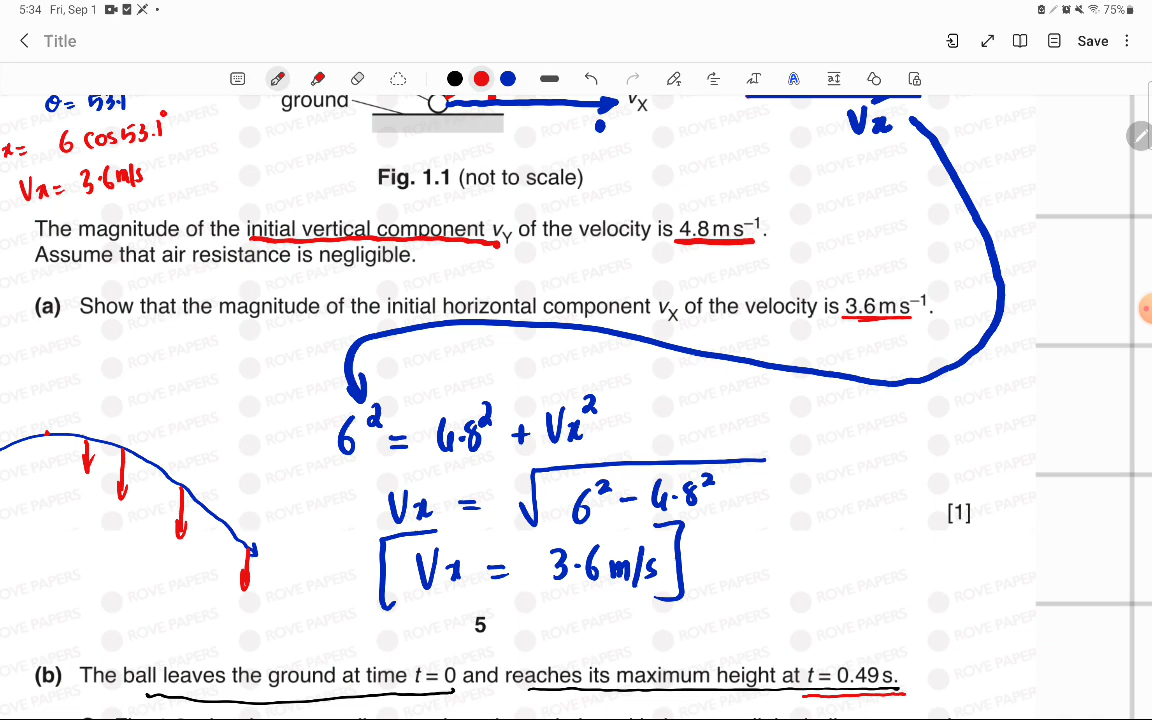 5:34 Fri, Sep 1
75%
Title
Save
θ = 53.1
x = 6 cos 53.1°
Vx = 3.6 m/s
ground
vX
Vx
Fig. 1.1 (not to scale)
The magnitude of the initial vertical component vY of the velocity is 4.8 m s⁻¹.
Assume that air resistance is negligible.
(a) Show that the magnitude of the initial horizontal component vX of the velocity is 3.6 m s⁻¹.
6² = 4.8² + Vx²
Vx = √6² - 4.8²
[Vx = 3.6 m/s]
[1]
5
(b) The ball leaves the ground at time t = 0 and reaches its maximum height at t = 0.49 s.
ROVE PAPERS